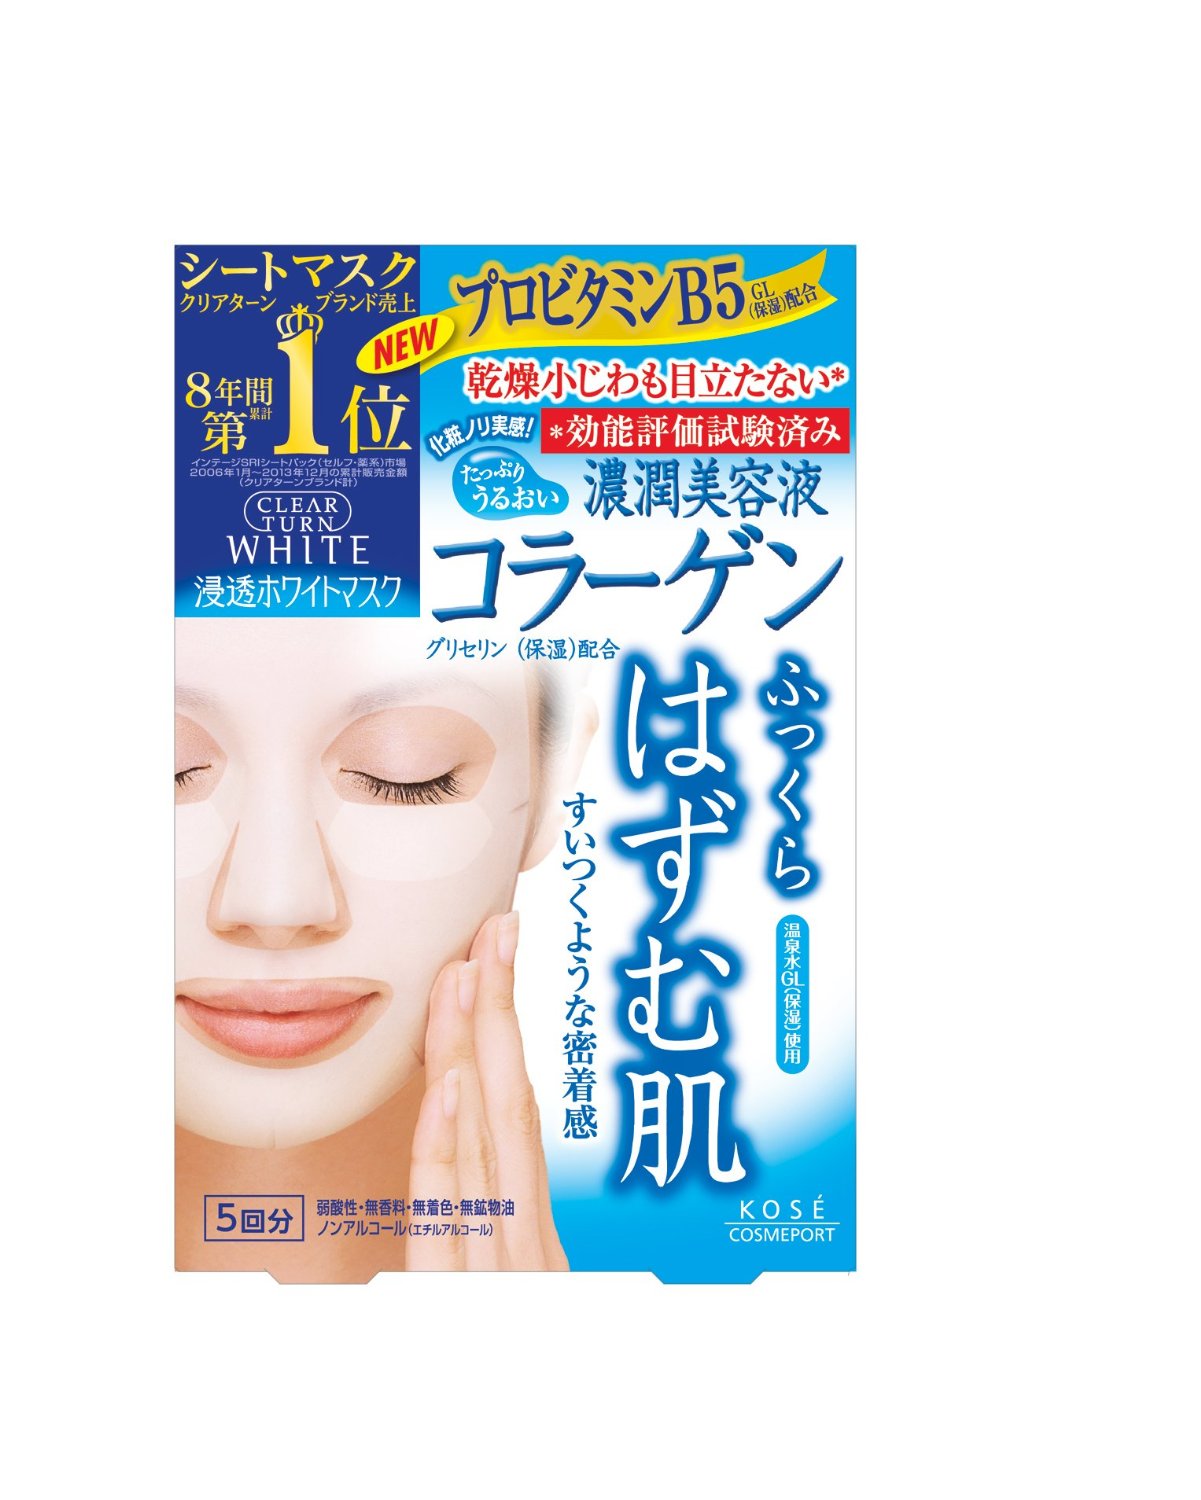 シートマスク
クリアターン ブランド売上
8年間
累計
第1位
インテージSRIシートパック(セルフ・薬系)市場
2006年1月〜2013年12月の累計販売金額
(クリアターンブランド計)
CLEAR
TURN
WHITE
浸透ホワイトマスク
NEW
プロビタミンB5
GL
(保湿)配合
乾燥小じわも目立たない*
*効能評価試験済み
化粧ノリ実感!
たっぷり
うるおい
濃潤美容液
コラーゲン
グリセリン(保湿)配合
ふっくら
はずむ肌
すいつくような密着感
温泉水GL(保湿)使用
5回分
弱酸性・無香料・無着色・無鉱物油
ノンアルコール(エチルアルコール)
KOSÉ
COSMEPORT